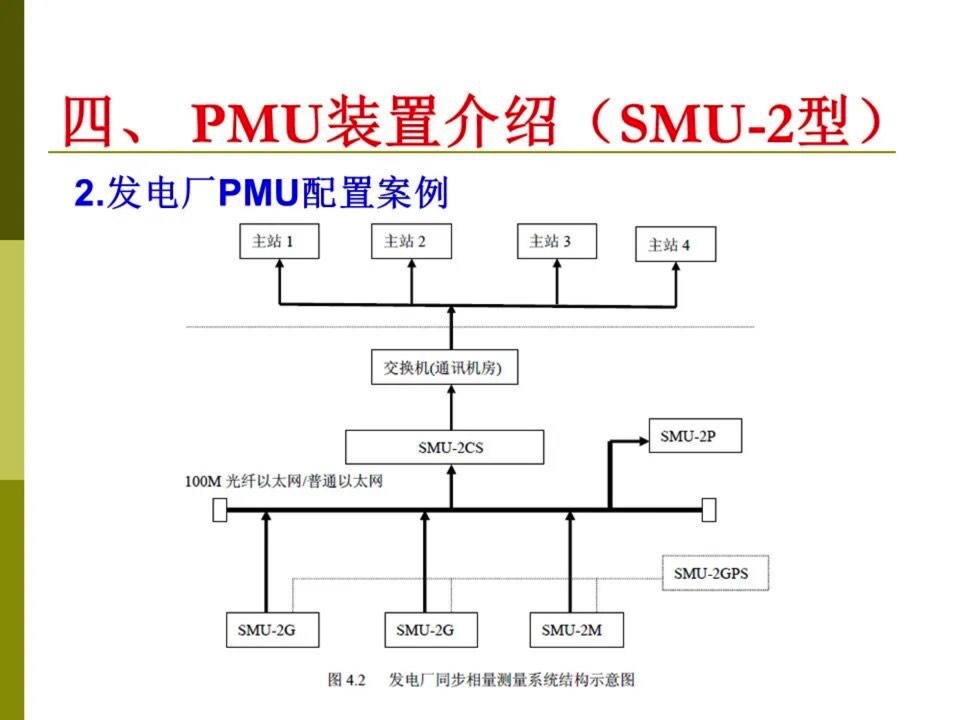 四、 PMU装置介绍（SMU-2型）
2.发电厂PMU配置案例
主站 1
主站 2
主站 3
主站 4
交换机(通讯机房)
SMU-2CS
SMU-2P
100M 光纤以太网/普通以太网
SMU-2GPS
SMU-2G
SMU-2G
SMU-2M
图 4.2 发电厂同步相量测量系统结构示意图